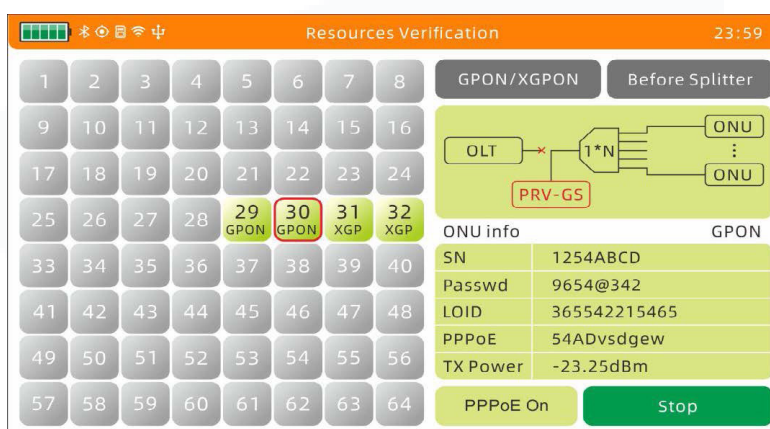 Resources Verification 23:59
1 2 3 4 5 6 7 8
9 10 11 12 13 14 15 16
17 18 19 20 21 22 23 24
25 26 27 28 29 GPON 30 GPON 31 XGP 32 XGP
33 34 35 36 37 38 39 40
41 42 43 44 45 46 47 48
49 50 51 52 53 54 55 56
57 58 59 60 61 62 63 64
GPON/XGPON Before Splitter
OLT 1*N ONU
ONU
PRV-GS
ONU info GPON
SN 1254ABCD
Passwd 9654@342
LOID 365542215465
PPPoE 54ADvsdgew
TX Power -23.25dBm
PPPoE On Stop